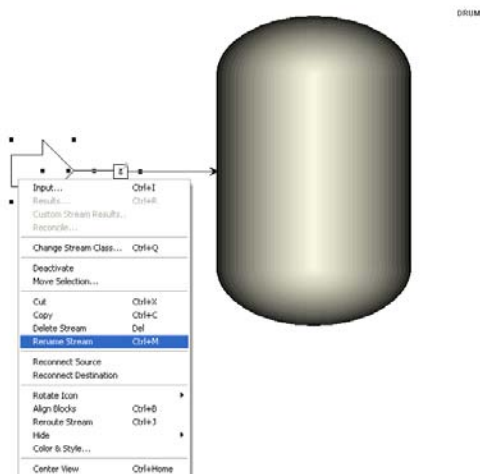 DRUM
Input... Ctrl+I
Results... Ctrl+R
Custom Stream Results..
Reconcile...
Change Stream Class... Ctrl+Q
Deactivate
Move Selection...
Cut Ctrl+X
Copy Ctrl+C
Delete Stream Del
Rename Stream Ctrl+M
Reconnect Source
Reconnect Destination
Rotate Icon
Align Blocks Ctrl+B
Reroute Stream Ctrl+J
Hide
Color & Style...
Center View Ctrl+Home